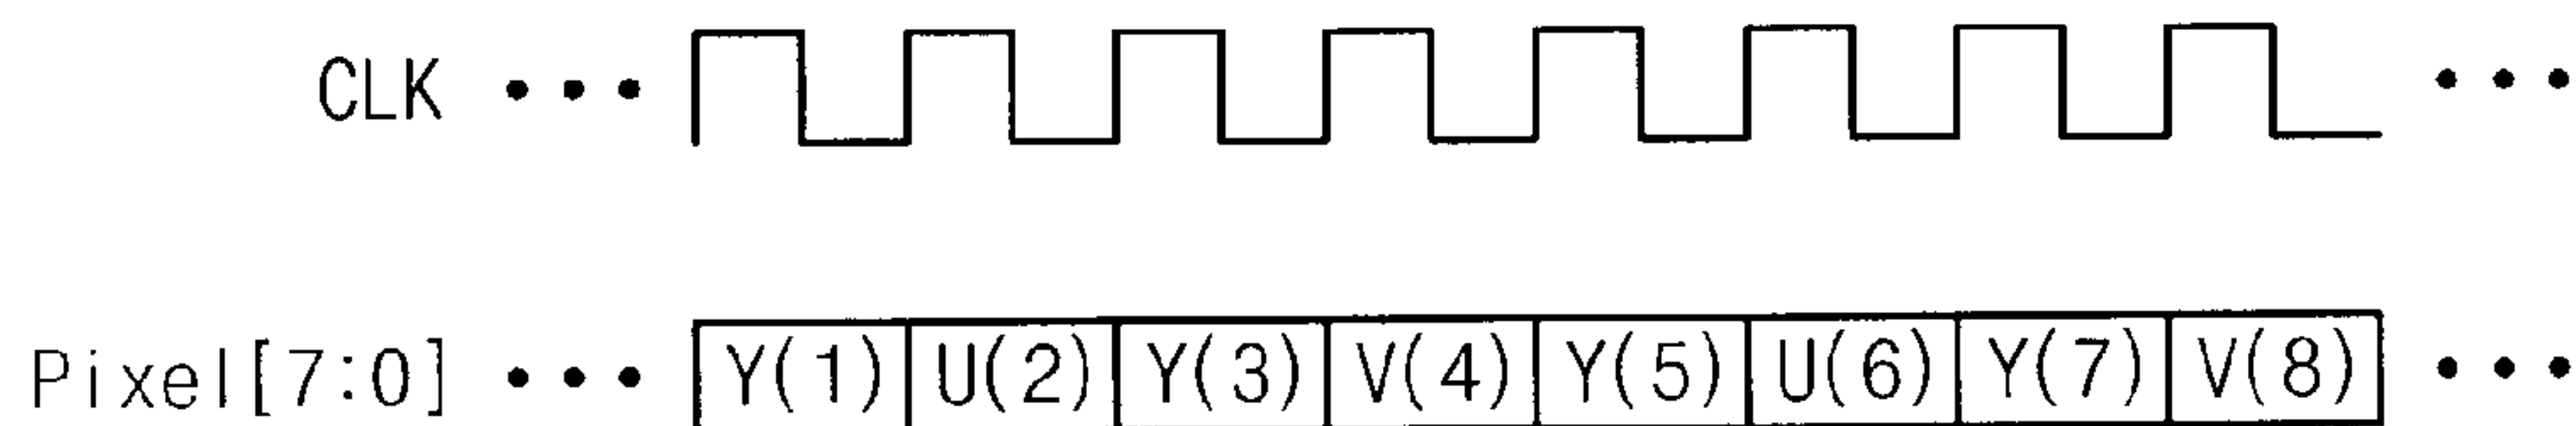 CLK • • • • • •
Pixel[7:0] • • • Y(1) U(2) Y(3) V(4) Y(5) U(6) Y(7) V(8) • • •